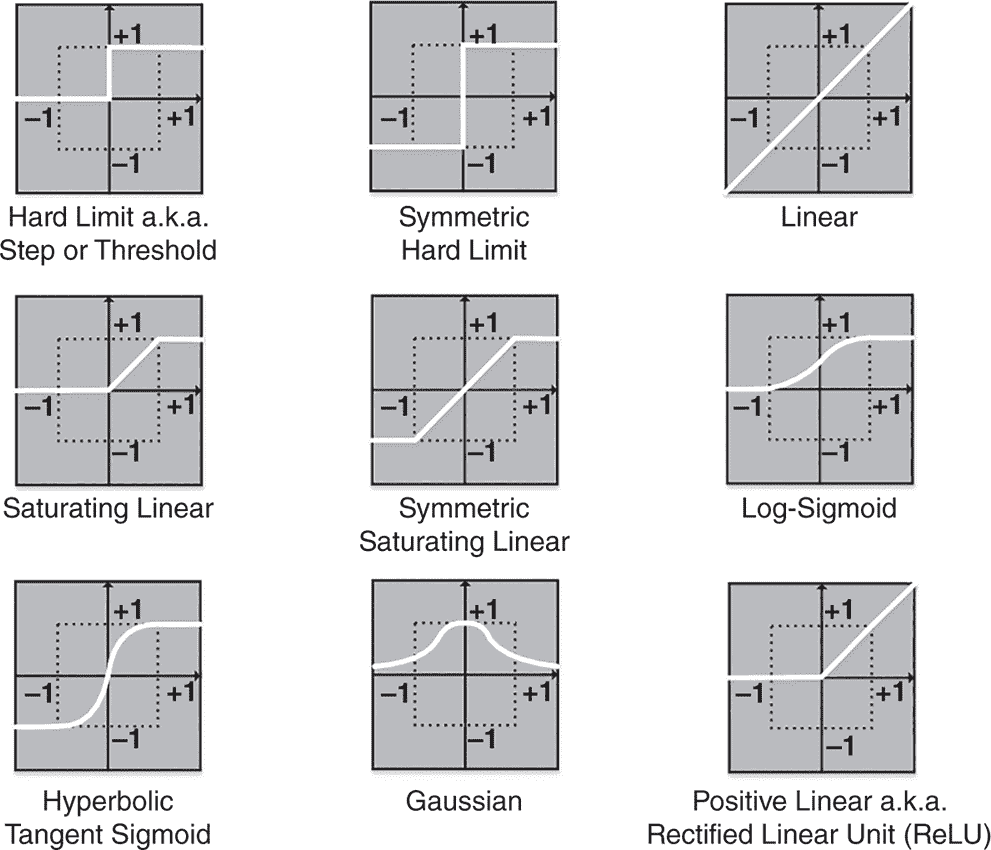 +1
−1
+1
−1
Hard Limit a.k.a.
Step or Threshold
+1
−1
+1
−1
Symmetric
Hard Limit
+1
−1
+1
−1
Linear
+1
−1
+1
−1
Saturating Linear
+1
−1
+1
−1
Symmetric
Saturating Linear
+1
−1
+1
−1
Log-Sigmoid
+1
−1
+1
−1
Hyperbolic
Tangent Sigmoid
+1
−1
+1
−1
Gaussian
+1
−1
+1
−1
Positive Linear a.k.a.
Rectified Linear Unit (ReLU)